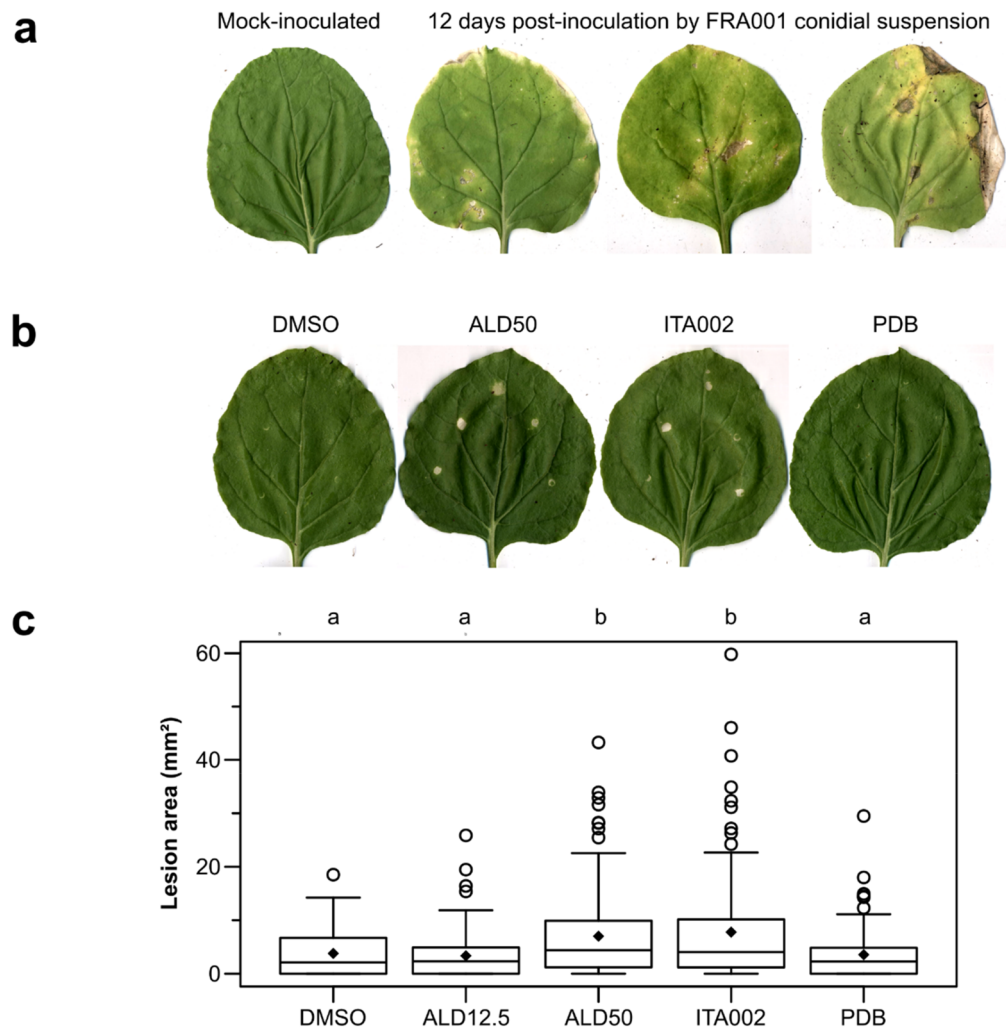 a
Mock-inoculated 12 days post-inoculation by FRA001 conidial suspension
b
DMSO ALD50 ITA002 PDB
c
a a b b a
60
40
20
0
Lesion area (mm²)
DMSO ALD12.5 ALD50 ITA002 PDB